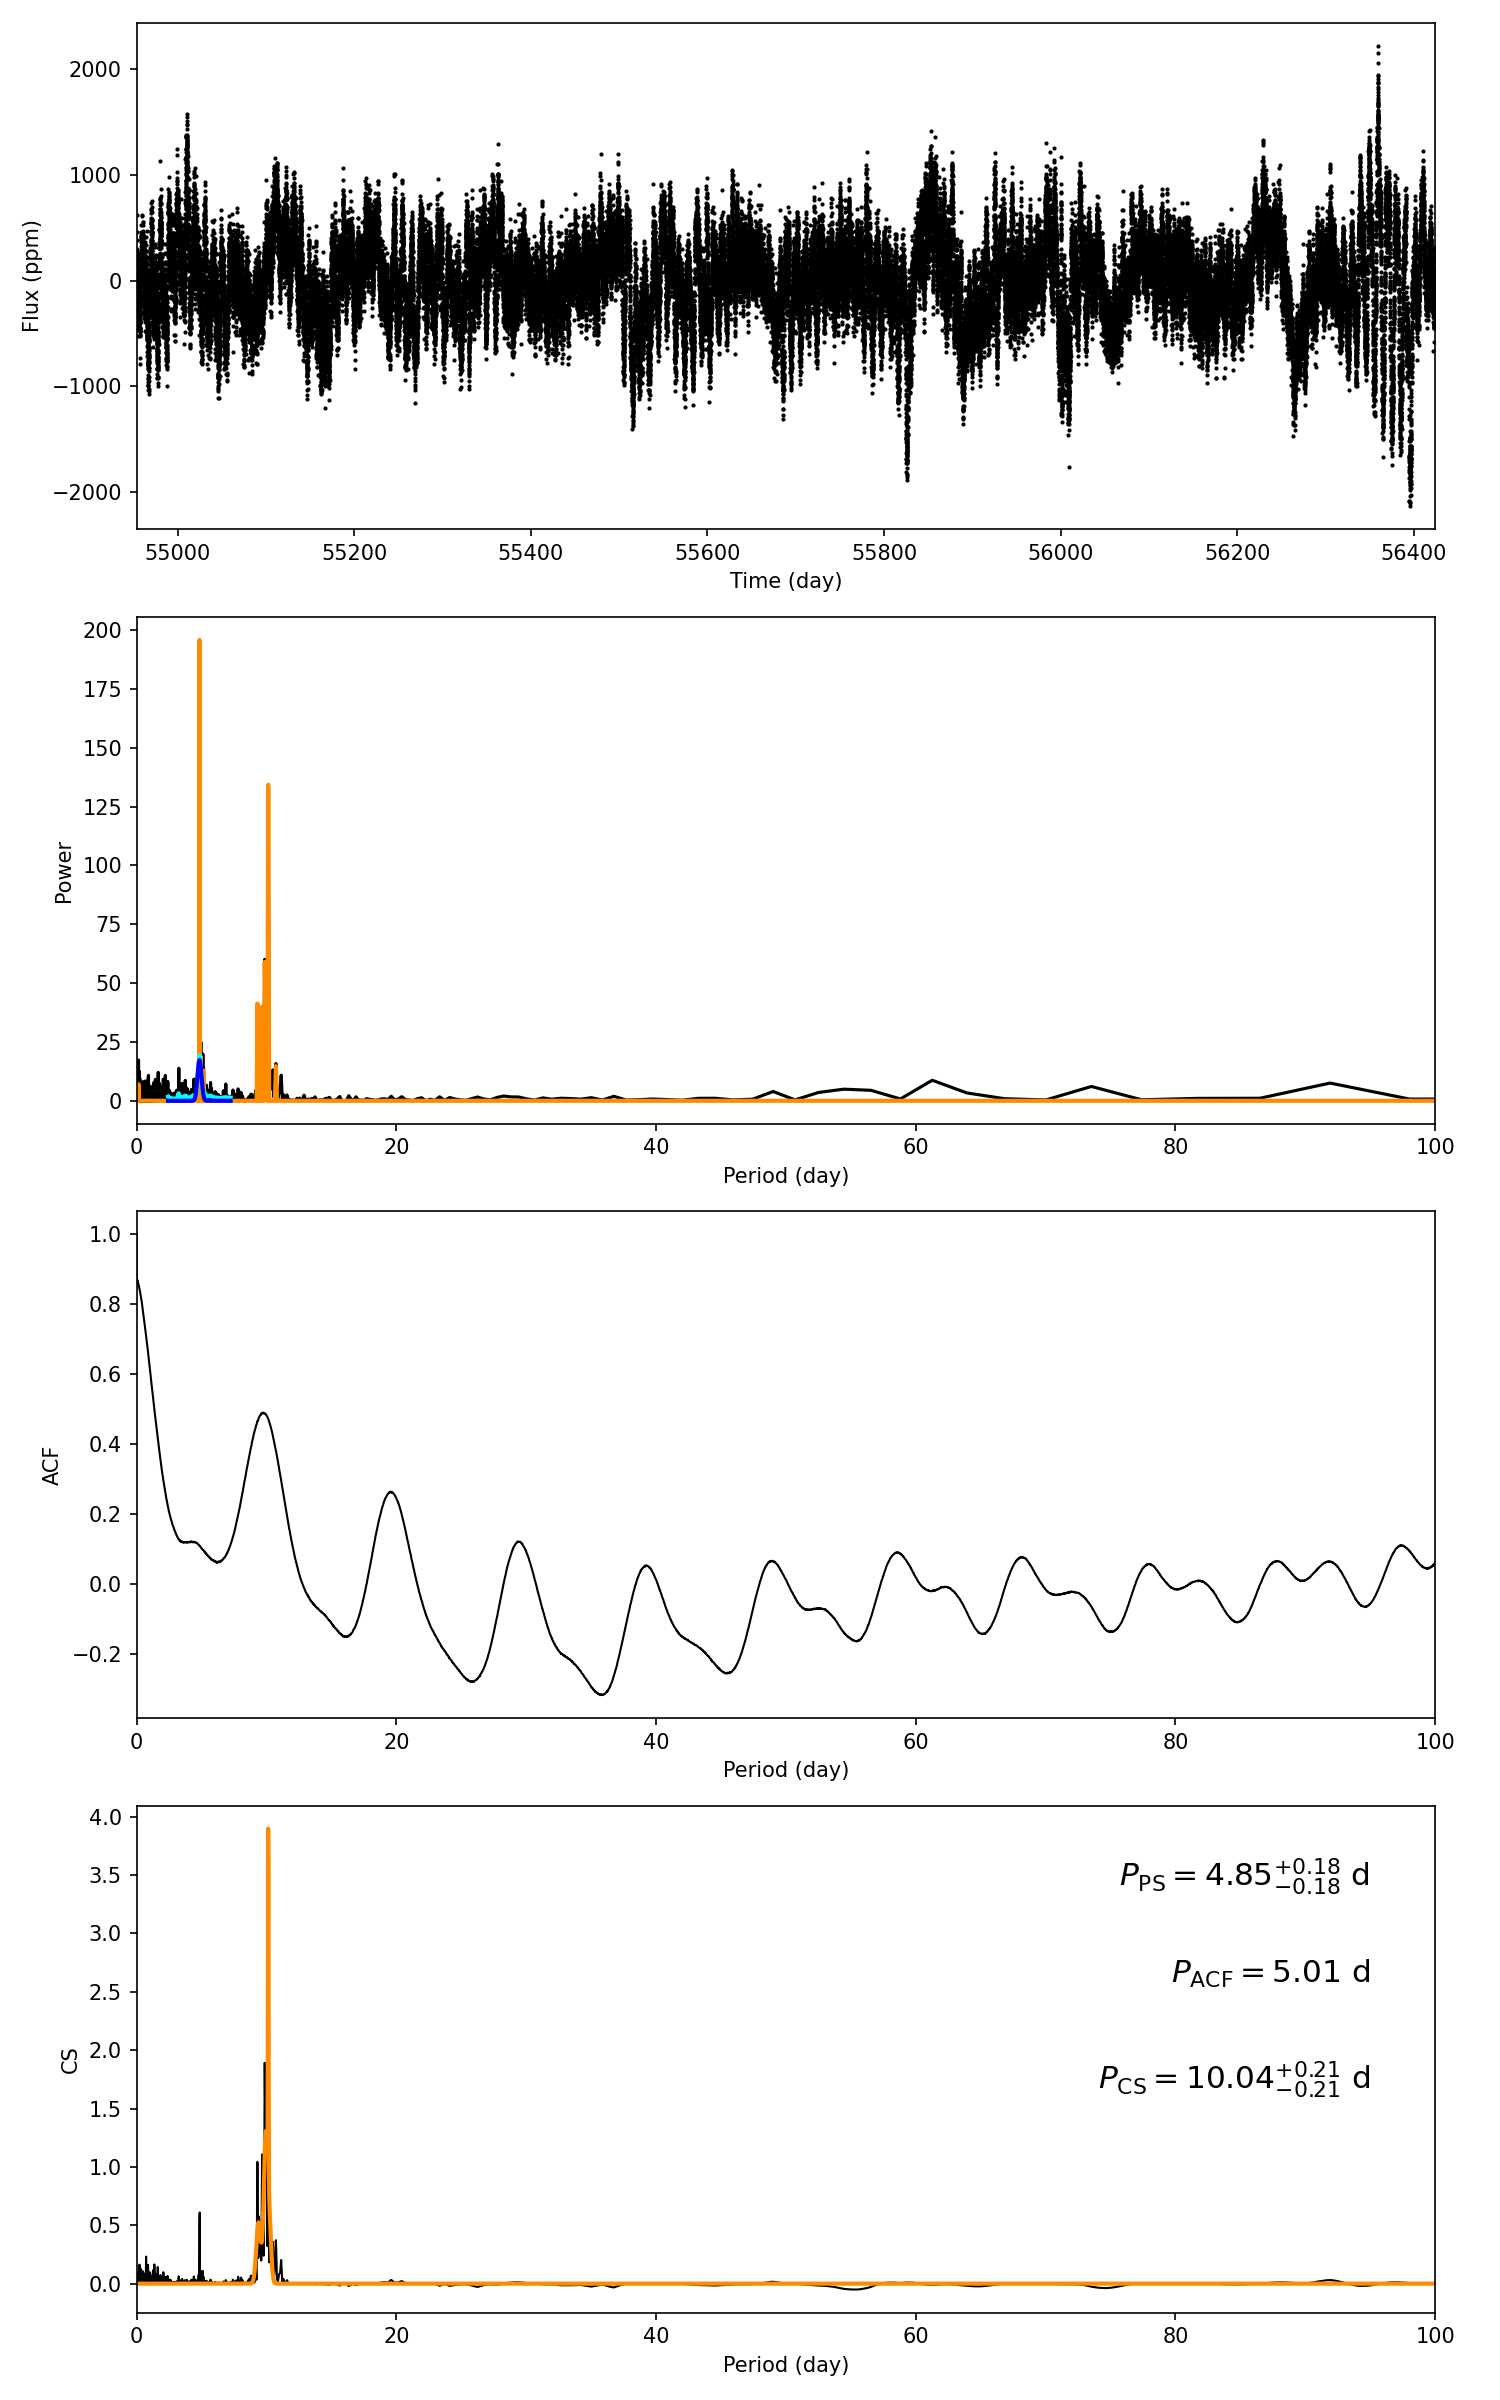 2000
1000
0
−1000
−2000
Flux (ppm)
55000 55200 55400 55600 55800 56000 56200 56400
Time (day)
200
175
150
125
100
75
50
25
0
Power
0 20 40 60 80 100
Period (day)
1.0
0.8
0.6
0.4
0.2
0.0
−0.2
ACF
0 20 40 60 80 100
Period (day)
4.0
3.5
3.0
2.5
2.0
1.5
1.0
0.5
0.0
CS
P_PS = 4.85^{+0.18}_{−0.18} d
P_ACF = 5.01 d
P_CS = 10.04^{+0.21}_{−0.21} d
0 20 40 60 80 100
Period (day)